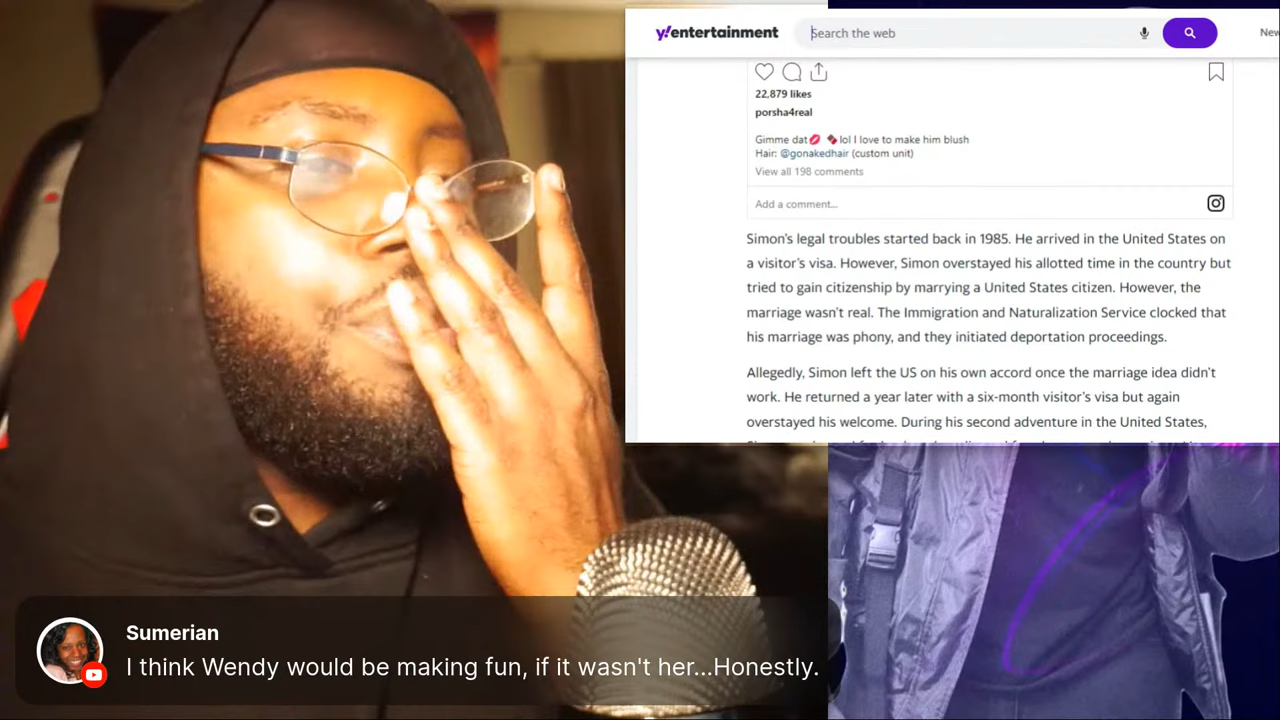 y!entertainment
Search the web
New
22,879 likes
porsha4real
Gimme dat💋 🍫lol I love to make him blush
Hair: @gonakedhair (custom unit)
View all 198 comments
Add a comment...
Simon's legal troubles started back in 1985. He arrived in the United States on
a visitor's visa. However, Simon overstayed his allotted time in the country but
tried to gain citizenship by marrying a United States citizen. However, the
marriage wasn't real. The Immigration and Naturalization Service clocked that
his marriage was phony, and they initiated deportation proceedings.
Allegedly, Simon left the US on his own accord once the marriage idea didn't
work. He returned a year later with a six-month visitor's visa but again
overstayed his welcome. During his second adventure in the United States,
Sumerian
I think Wendy would be making fun, if it wasn't her...Honestly.